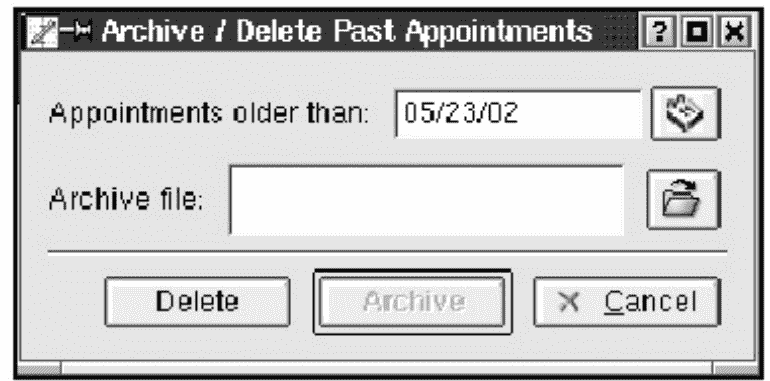 Archive / Delete Past Appointments ?
Appointments older than: 05/23/02
Archive file:
Delete Archive Cancel